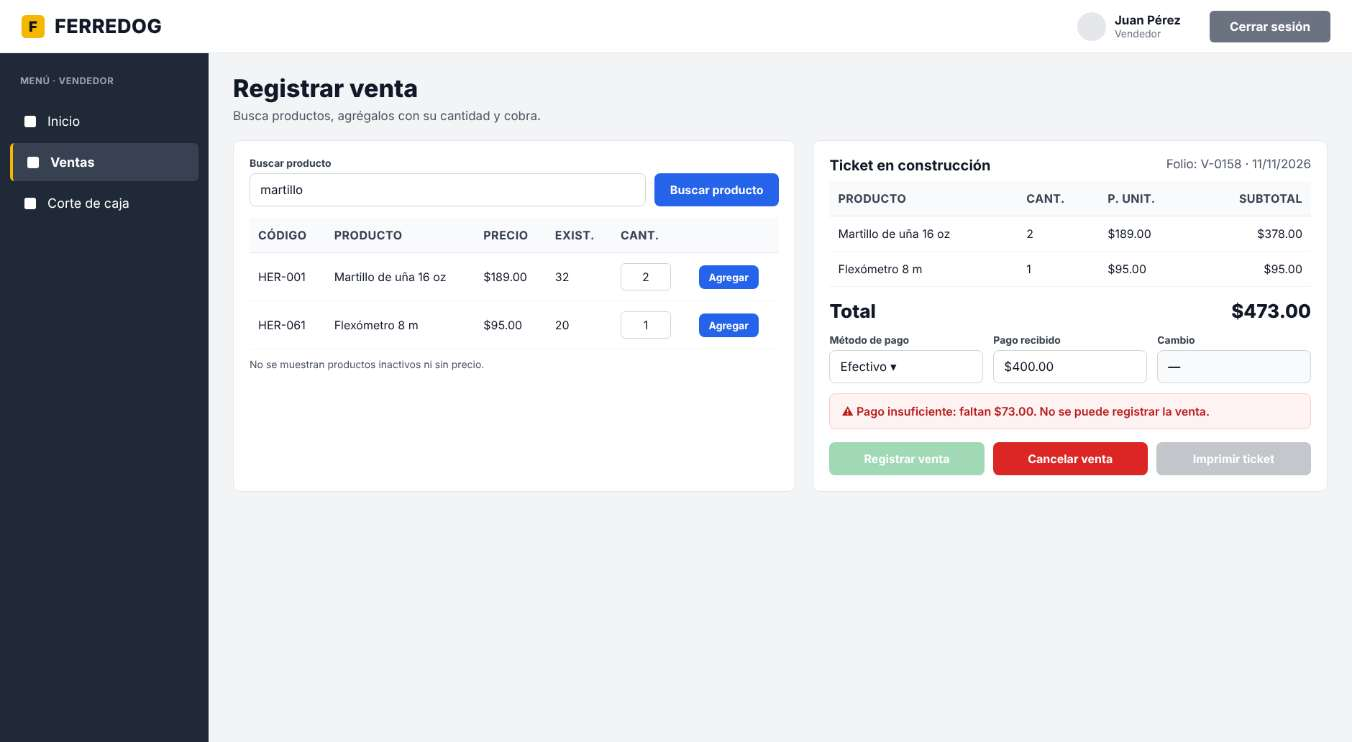 F FERREDOG
Juan Pérez
Vendedor
Cerrar sesión
MENÚ · VENDEDOR
Inicio
Ventas
Corte de caja
Registrar venta
Busca productos, agrégalos con su cantidad y cobra.
Buscar producto
martillo
Buscar producto
CÓDIGO PRODUCTO PRECIO EXIST. CANT.
HER-001 Martillo de uña 16 oz $189.00 32 2 Agregar
HER-061 Flexómetro 8 m $95.00 20 1 Agregar
No se muestran productos inactivos ni sin precio.
Ticket en construcción
Folio: V-0158 · 11/11/2026
PRODUCTO CANT. P. UNIT. SUBTOTAL
Martillo de uña 16 oz 2 $189.00 $378.00
Flexómetro 8 m 1 $95.00 $95.00
Total $473.00
Método de pago Pago recibido Cambio
Efectivo ▾ $400.00 —
⚠ Pago insuficiente: faltan $73.00. No se puede registrar la venta.
Registrar venta Cancelar venta Imprimir ticket